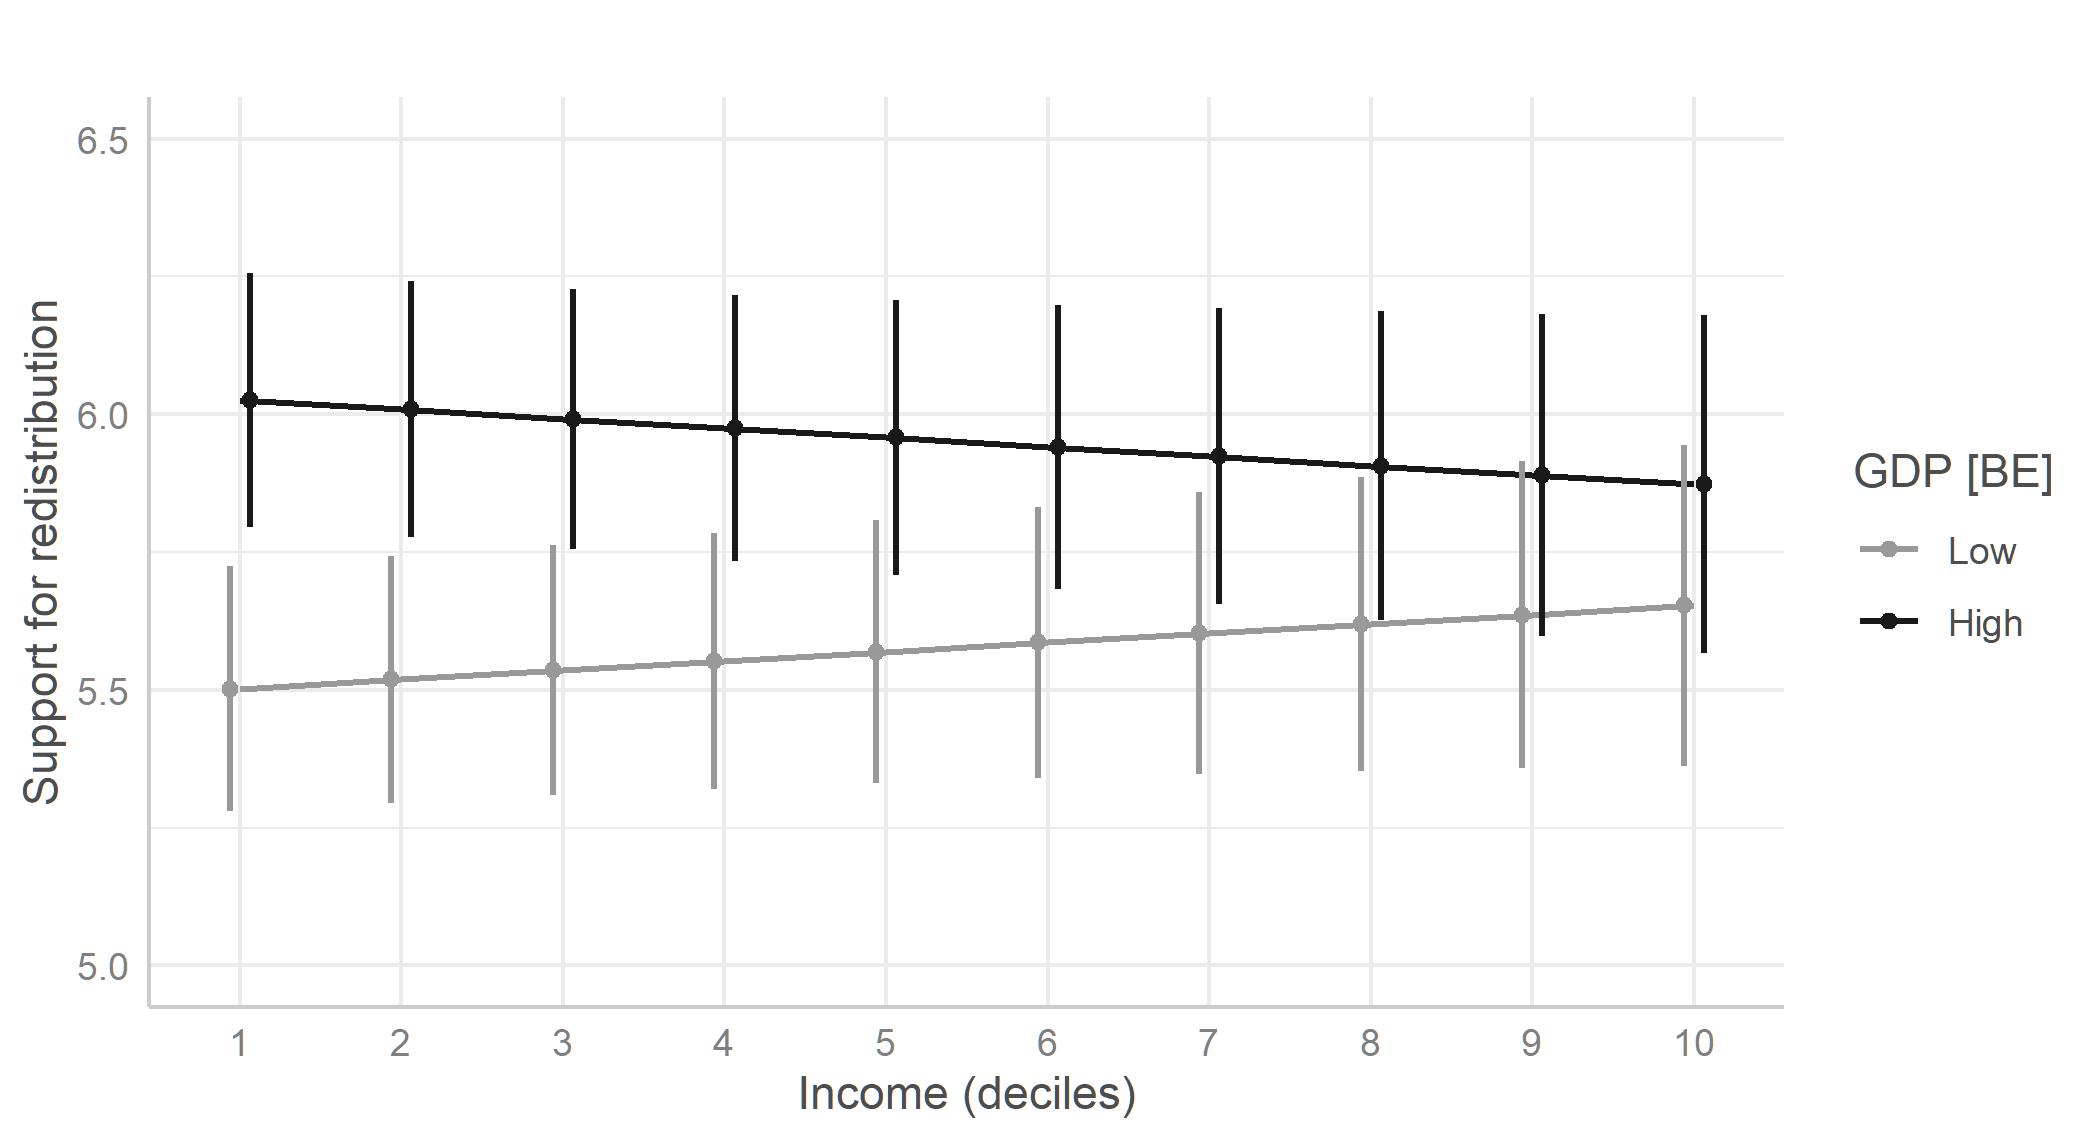 6.5
6.0
5.5
5.0
Support for redistribution
1 2 3 4 5 6 7 8 9 10
Income (deciles)
GDP [BE]
Low
High